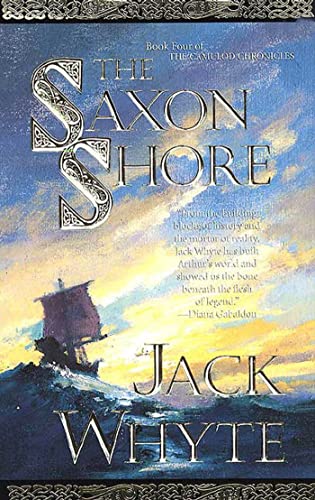 Book Four of
THE CAMULOD CHRONICLES
THE
SAXON
SHORE
"From the building
blocks of history and
the mortar of reality,
Jack Whyte has built
Arthur's world and
showed us the bone
beneath the flesh
of legend."
—Diana Gabaldon
JACK
WHYTE